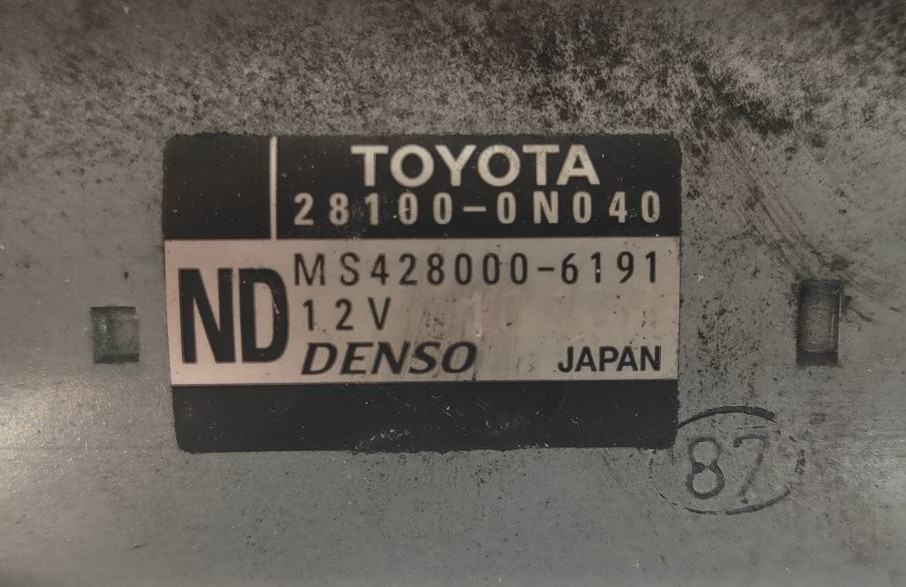 TOYOTA
28100-0N040
ND
MS428000-6191
12V
DENSO JAPAN
87